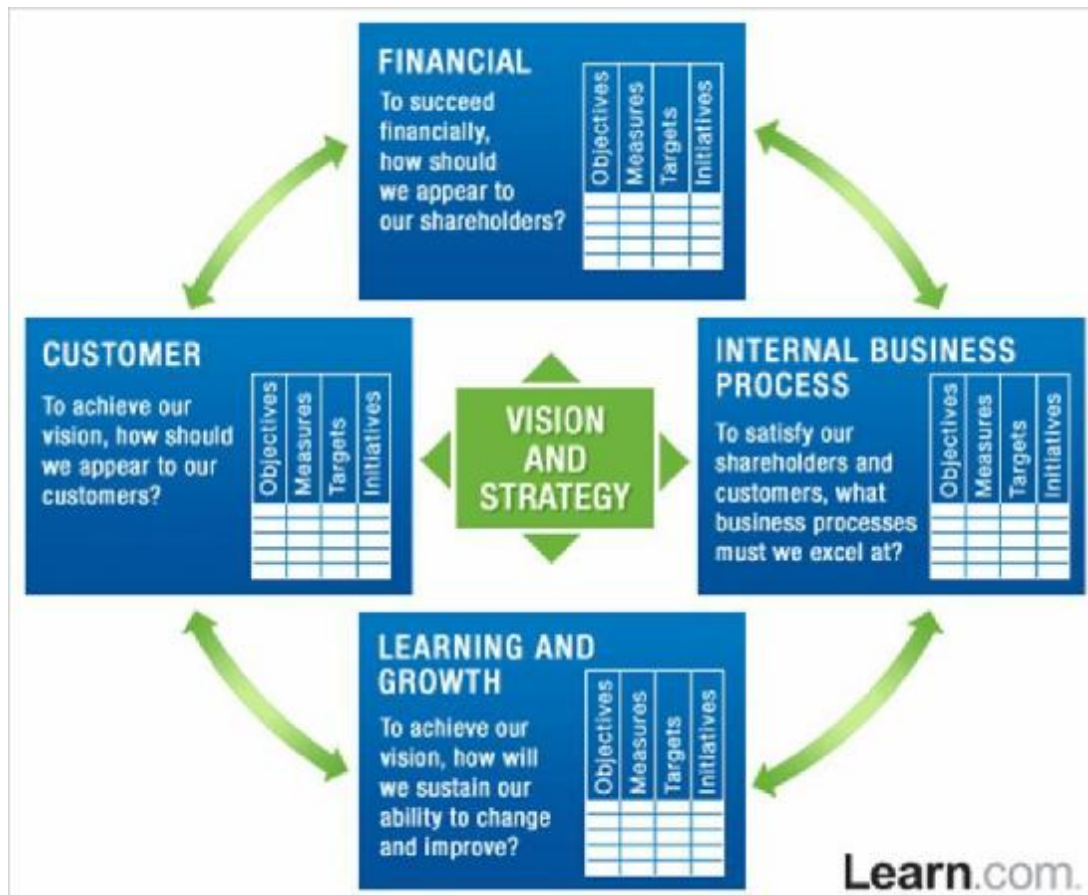 FINANCIAL
To succeed
financially,
how should
we appear to
our shareholders?
Objectives
Measures
Targets
Initiatives
CUSTOMER
To achieve our
vision, how should
we appear to our
customers?
Objectives
Measures
Targets
Initiatives
VISION
AND
STRATEGY
INTERNAL BUSINESS
PROCESS
To satisfy our
shareholders and
customers, what
business processes
must we excel at?
Objectives
Measures
Targets
Initiatives
LEARNING AND
GROWTH
To achieve our
vision, how will
we sustain our
ability to change
and improve?
Objectives
Measures
Targets
Initiatives
Learn.com.